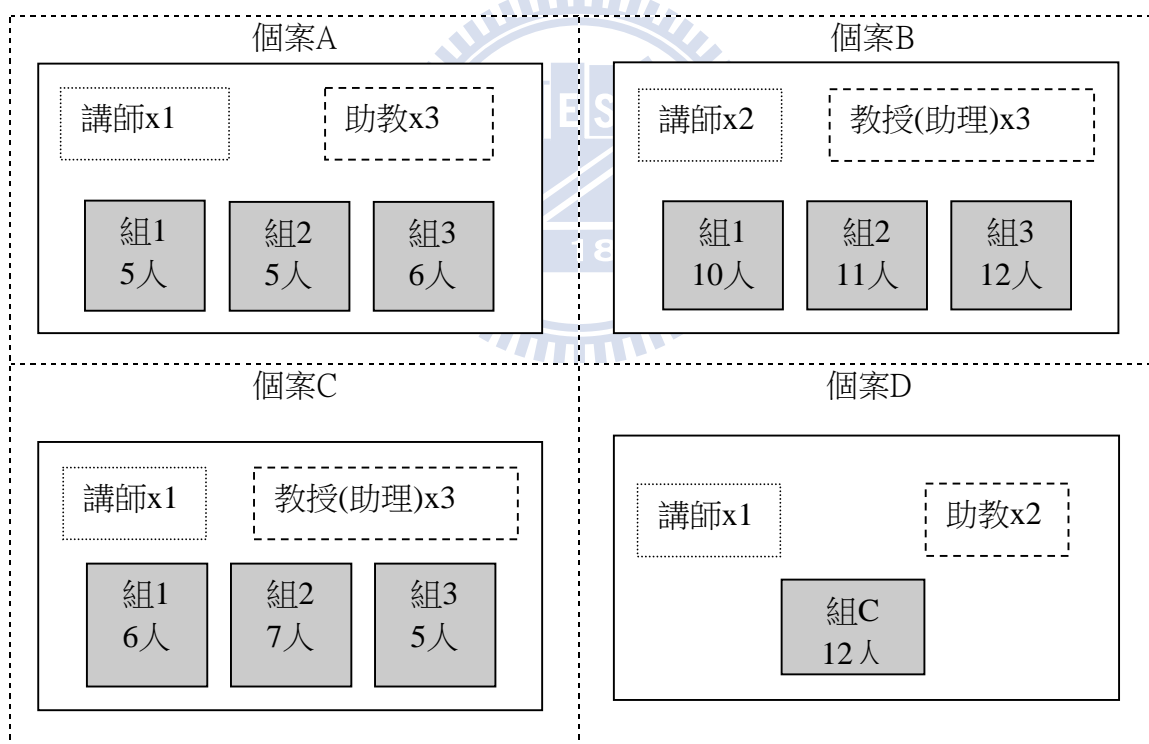 個案A
講師x1
助教x3
組1
5人
組2
5人
組3
6人
個案B
講師x2
教授(助理)x3
組1
10人
組2
11人
組3
12人
個案C
講師x1
教授(助理)x3
組1
6人
組2
7人
組3
5人
個案D
講師x1
助教x2
組C
12人